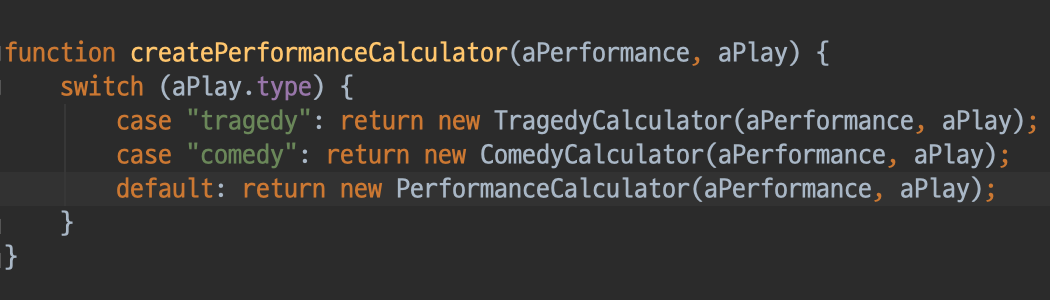 function createPerformanceCalculator(aPerformance, aPlay) {
    switch (aPlay.type) {
        case "tragedy": return new TragedyCalculator(aPerformance, aPlay);
        case "comedy": return new ComedyCalculator(aPerformance, aPlay);
        default: return new PerformanceCalculator(aPerformance, aPlay);
    }
}